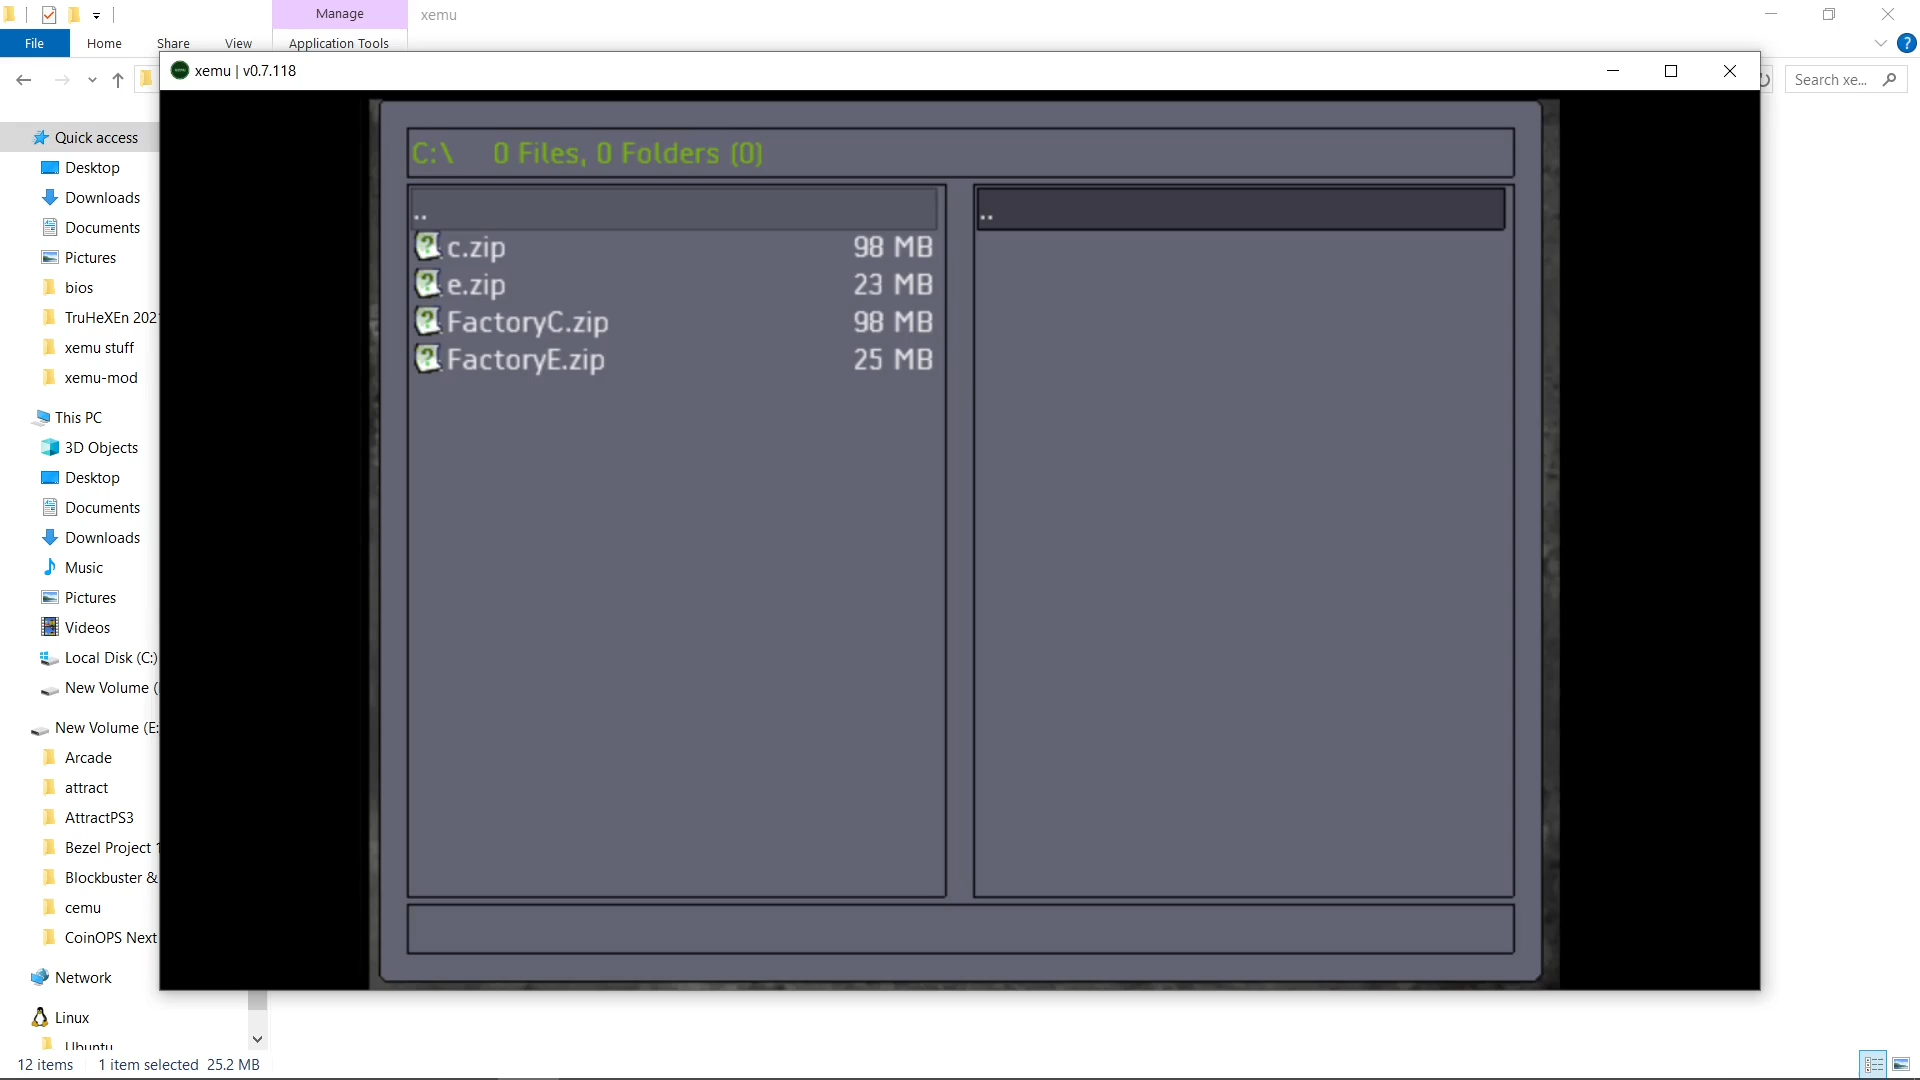 Manage
xemu
File
Home
Share
View
Application Tools
xemu | v0.7.118
Search xe...
Quick access
Desktop
Downloads
Documents
Pictures
bios
TruHeXEn 202
xemu stuff
xemu-mod
This PC
3D Objects
Desktop
Documents
Downloads
Music
Pictures
Videos
Local Disk (C:)
New Volume (
New Volume (E:
Arcade
attract
AttractPS3
Bezel Project 1
Blockbuster &
cemu
CoinOPS Next
Network
Linux
Ubuntu
C:\ 0 Files, 0 Folders (0)
..
c.zip 98 MB
e.zip 23 MB
FactoryC.zip 98 MB
FactoryE.zip 25 MB
..
12 items 1 item selected 25.2 MB